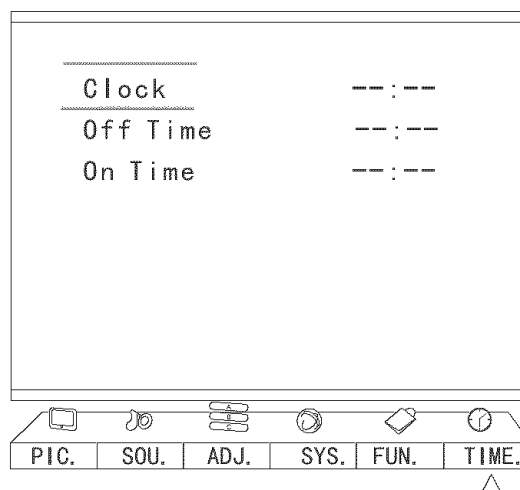 Clock --:--
Off Time --:--
On Time --:--
A
B
C
PIC. SOU. ADJ. SYS. FUN. TIME.